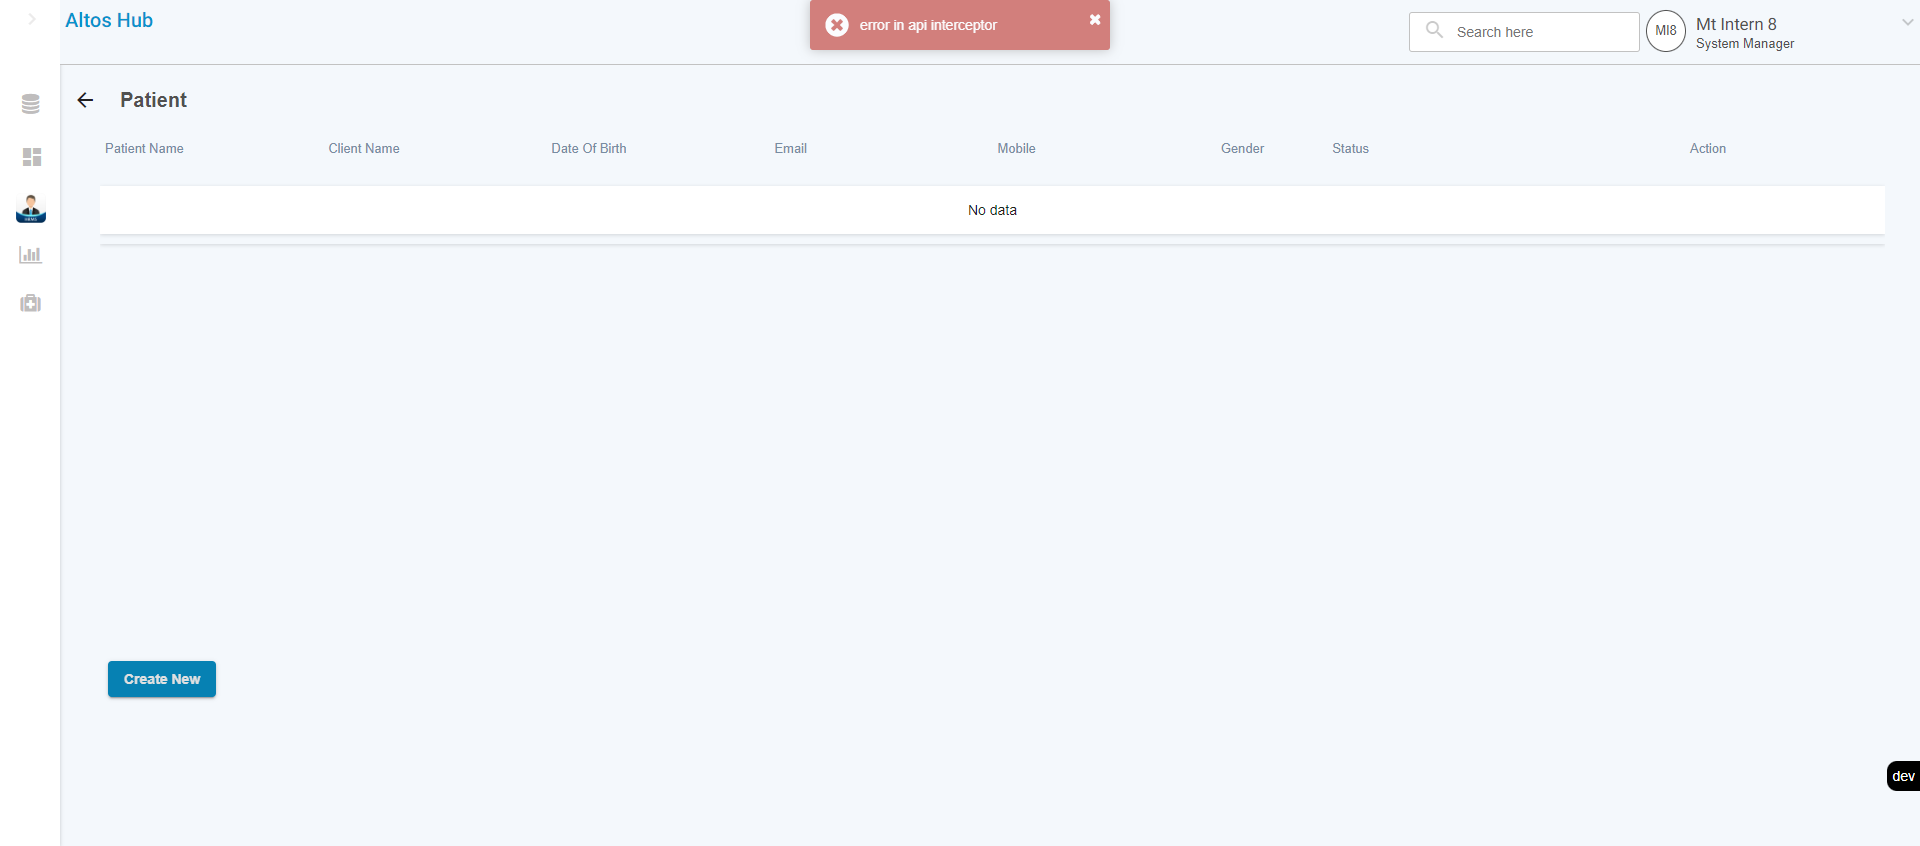 Altos Hub
error in api interceptor
Search here
MI8
Mt Intern 8
System Manager
Patient
Patient Name
Client Name
Date Of Birth
Email
Mobile
Gender
Status
Action
No data
Create New
dev